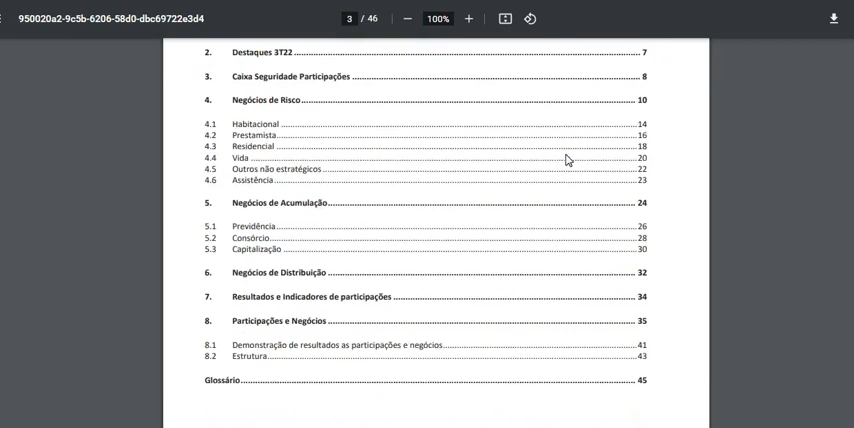 950020a2-9c5b-6206-58d0-dbc69722e3d4 3 / 46 100%
2. Destaques 3T22 7
3. Caixa Seguridade Participações 8
4. Negócios de Risco 10
4.1 Habitacional 14
4.2 Prestamista 16
4.3 Residencial 18
4.4 Vida 20
4.5 Outros não estratégicos 22
4.6 Assistência 23
5. Negócios de Acumulação 24
5.1 Previdência 26
5.2 Consórcio 28
5.3 Capitalização 30
6. Negócios de Distribuição 32
7. Resultados e Indicadores de participações 34
8. Participações e Negócios 35
8.1 Demonstração de resultados as participações e negócios 41
8.2 Estrutura 43
Glossário 45